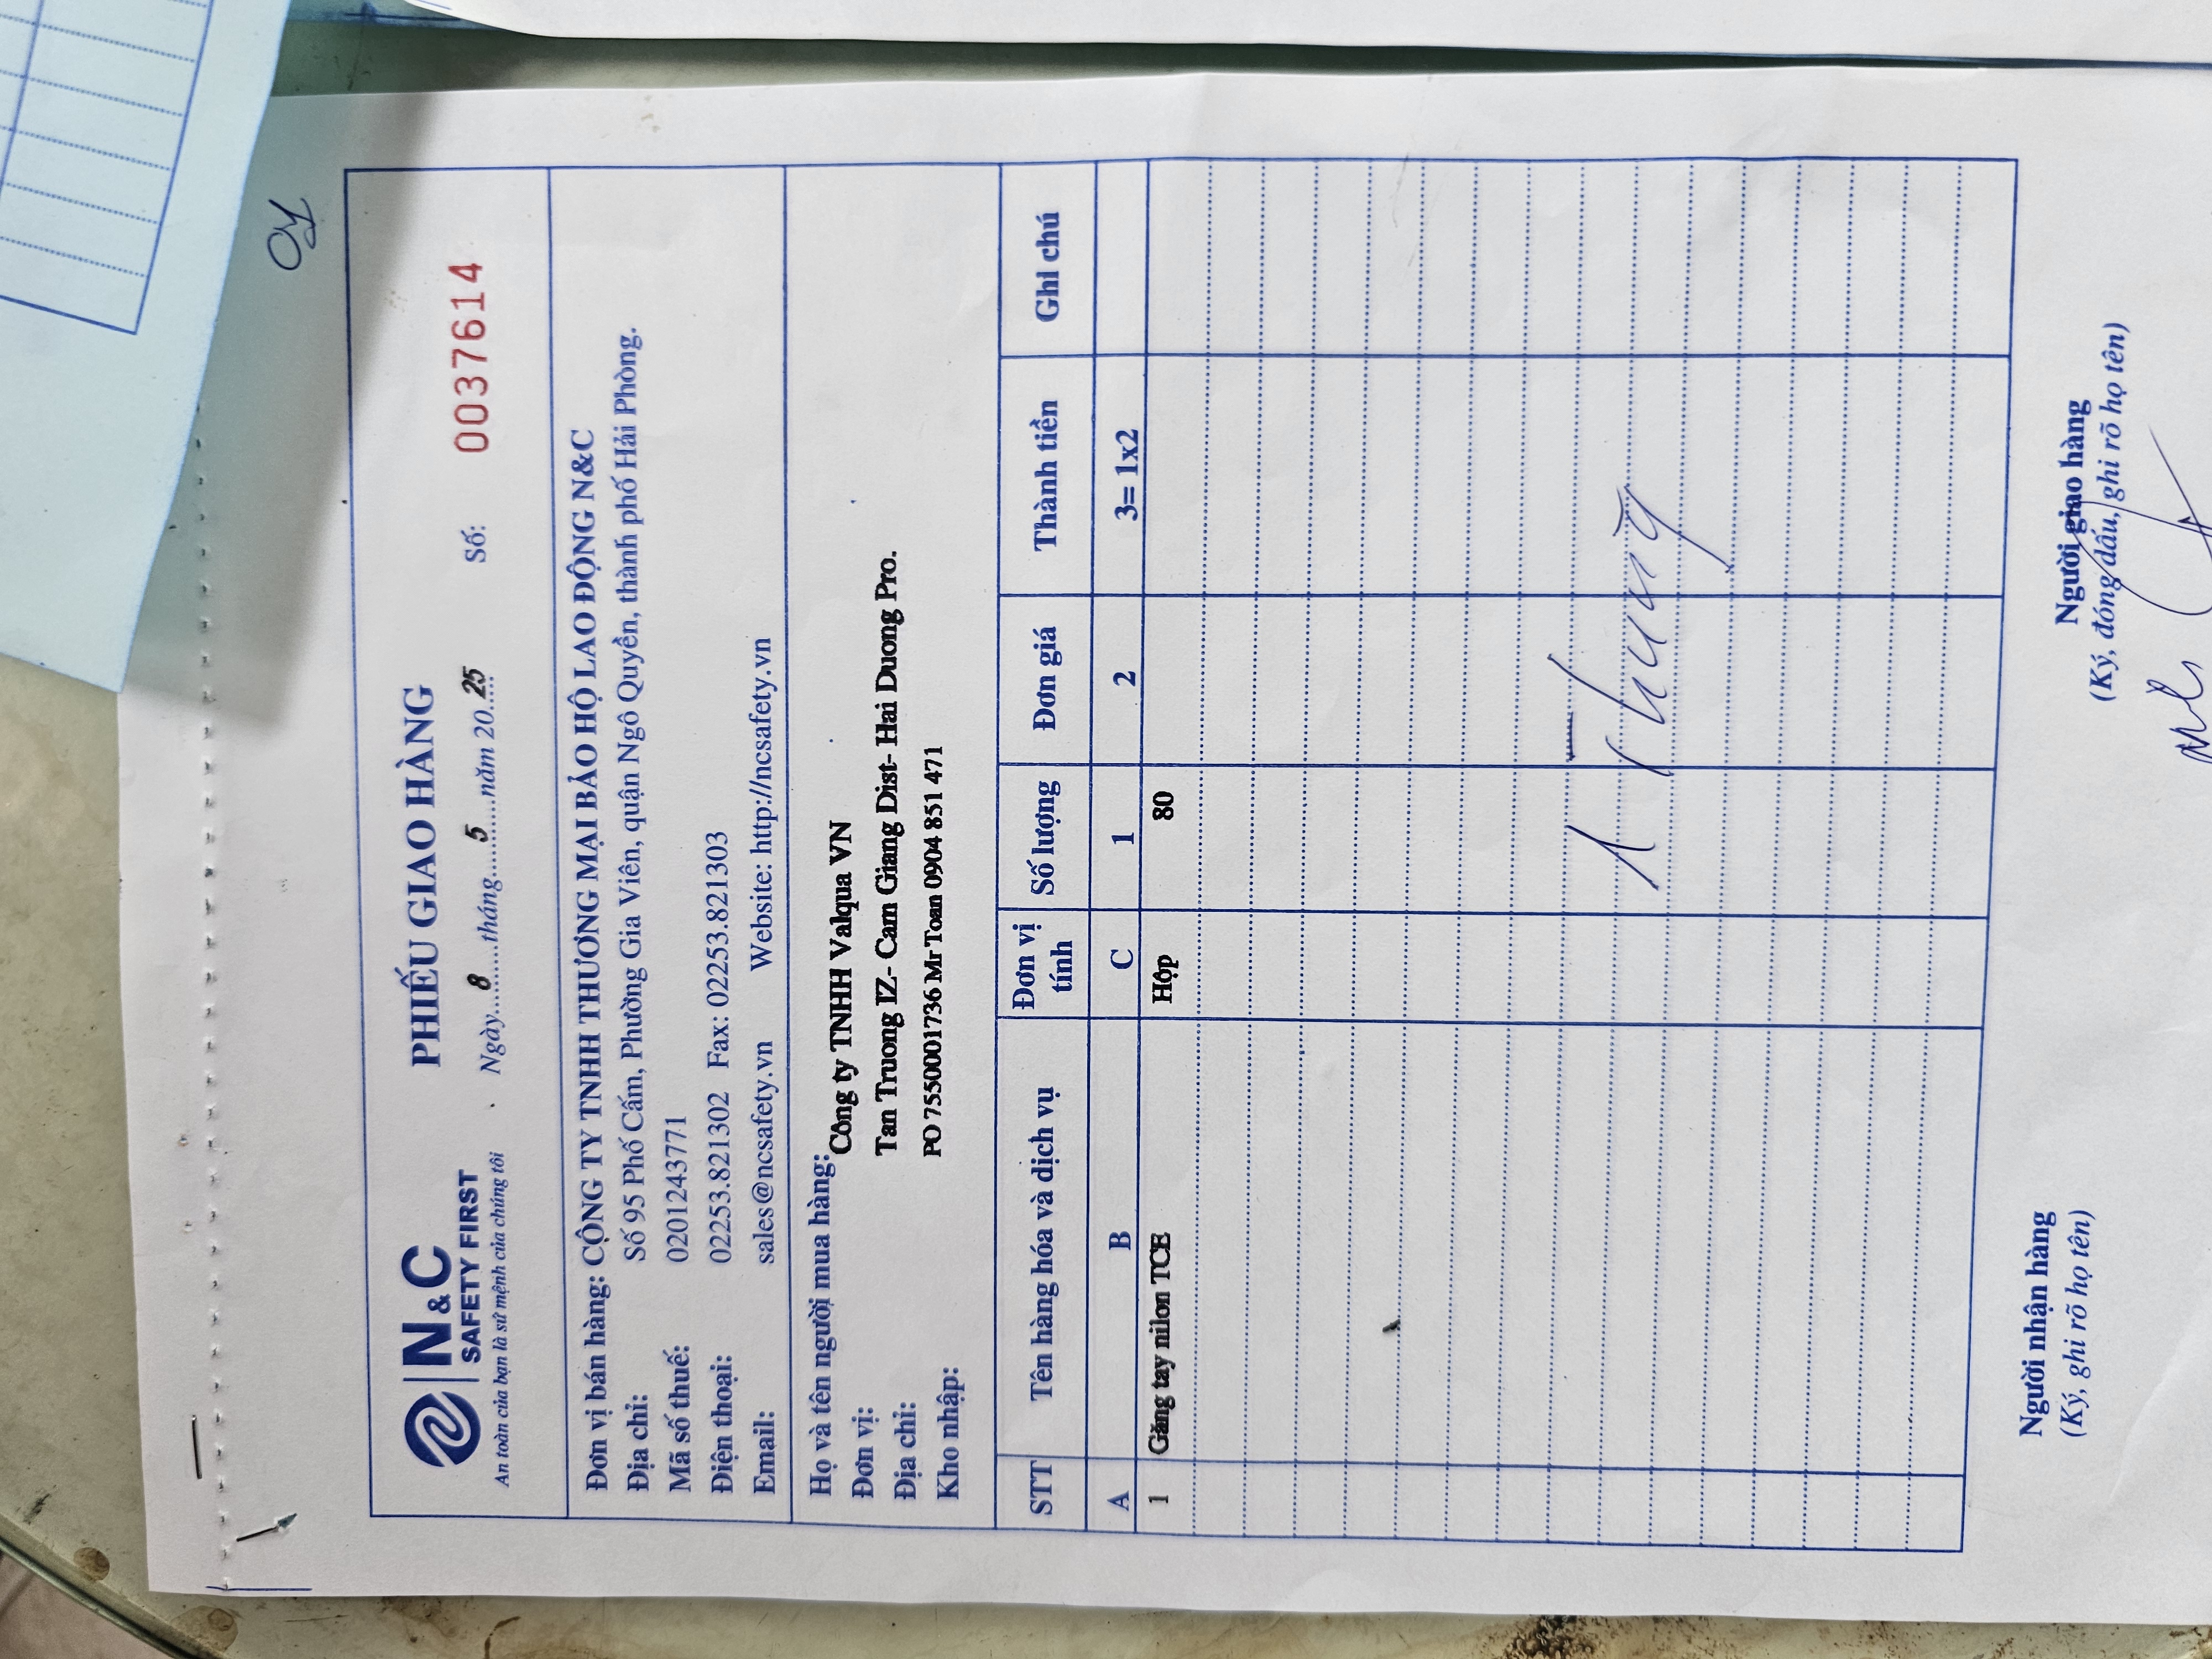 N&C
SAFETY FIRST
An toàn của bạn là sứ mệnh của chúng tôi
PHIẾU GIAO HÀNG
Ngày...8...tháng...5...năm 20...25...
Số: 0037614
Đơn vị bán hàng: CÔNG TY TNHH THƯƠNG MẠI BẢO HỘ LAO ĐỘNG N&C
Địa chỉ: Số 95 Phố Cấm, Phường Gia Viên, quận Ngô Quyền, thành phố Hải Phòng.
Mã số thuế: 0201243771
Điện thoại: 02253.821302 Fax: 02253.821303
Email: sales@ncsafety.vn Website: http://ncsafety.vn
Họ và tên người mua hàng:
Đơn vị: Công ty TNHH Valqua VN
Địa chỉ: Tan Truong IZ- Cam Giang Dist- Hai Duong Pro.
Kho nhập: PO 7550001736 Mr Toan 0904 851 471
STT Tên hàng hóa và dịch vụ Đơn vị tính Số lượng Đơn giá Thành tiền Ghi chú
A B C 1 2 3= 1x2
1 Găng tay nilon TCE Hộp 80
1 Thùng
Người nhận hàng
(Ký, ghi rõ họ tên)
Người giao hàng
(Ký, đóng dấu, ghi rõ họ tên)